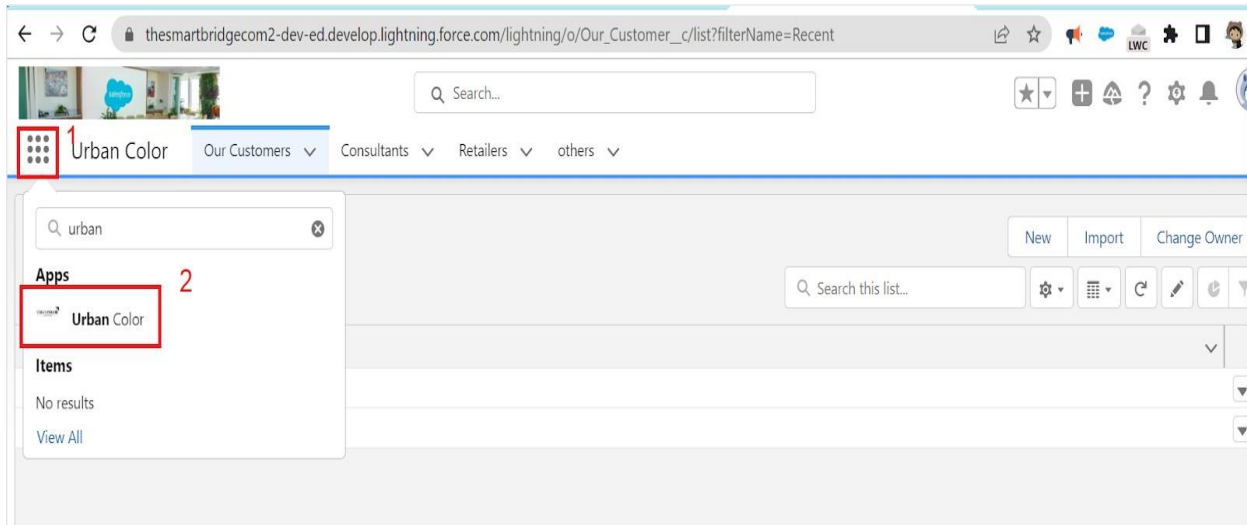 thesmartbridgecom2-dev-ed.develop.lightning.force.com/lightning/o/Our_Customer__c/list?filterName=Recent
LWC
salesforce
Search...
1
Urban Color
Our Customers
Consultants
Retailers
others
urban
New
Import
Change Owner
Apps
2
Search this list...
Urban Color
Items
No results
View All